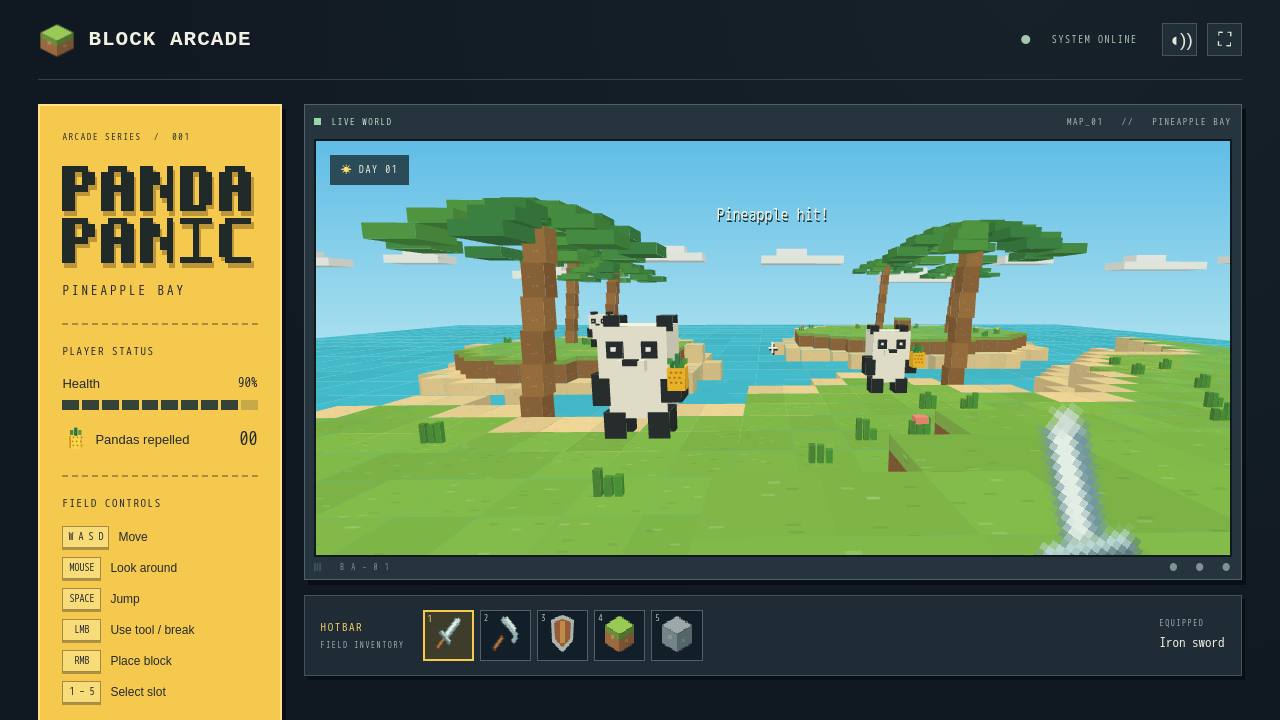 BLOCK ARCADE
SYSTEM ONLINE
ARCADE SERIES / 001
PANDA
PANIC
PINEAPPLE BAY
PLAYER STATUS
Health 90%
Pandas repelled 00
FIELD CONTROLS
W A S D Move
MOUSE Look around
SPACE Jump
LMB Use tool / break
RMB Place block
1 – 5 Select slot
LIVE WORLD
MAP_01 // PINEAPPLE BAY
DAY 01
Pineapple hit!
BA-01
HOTBAR
FIELD INVENTORY
1 2 3 4 5
EQUIPPED
Iron sword